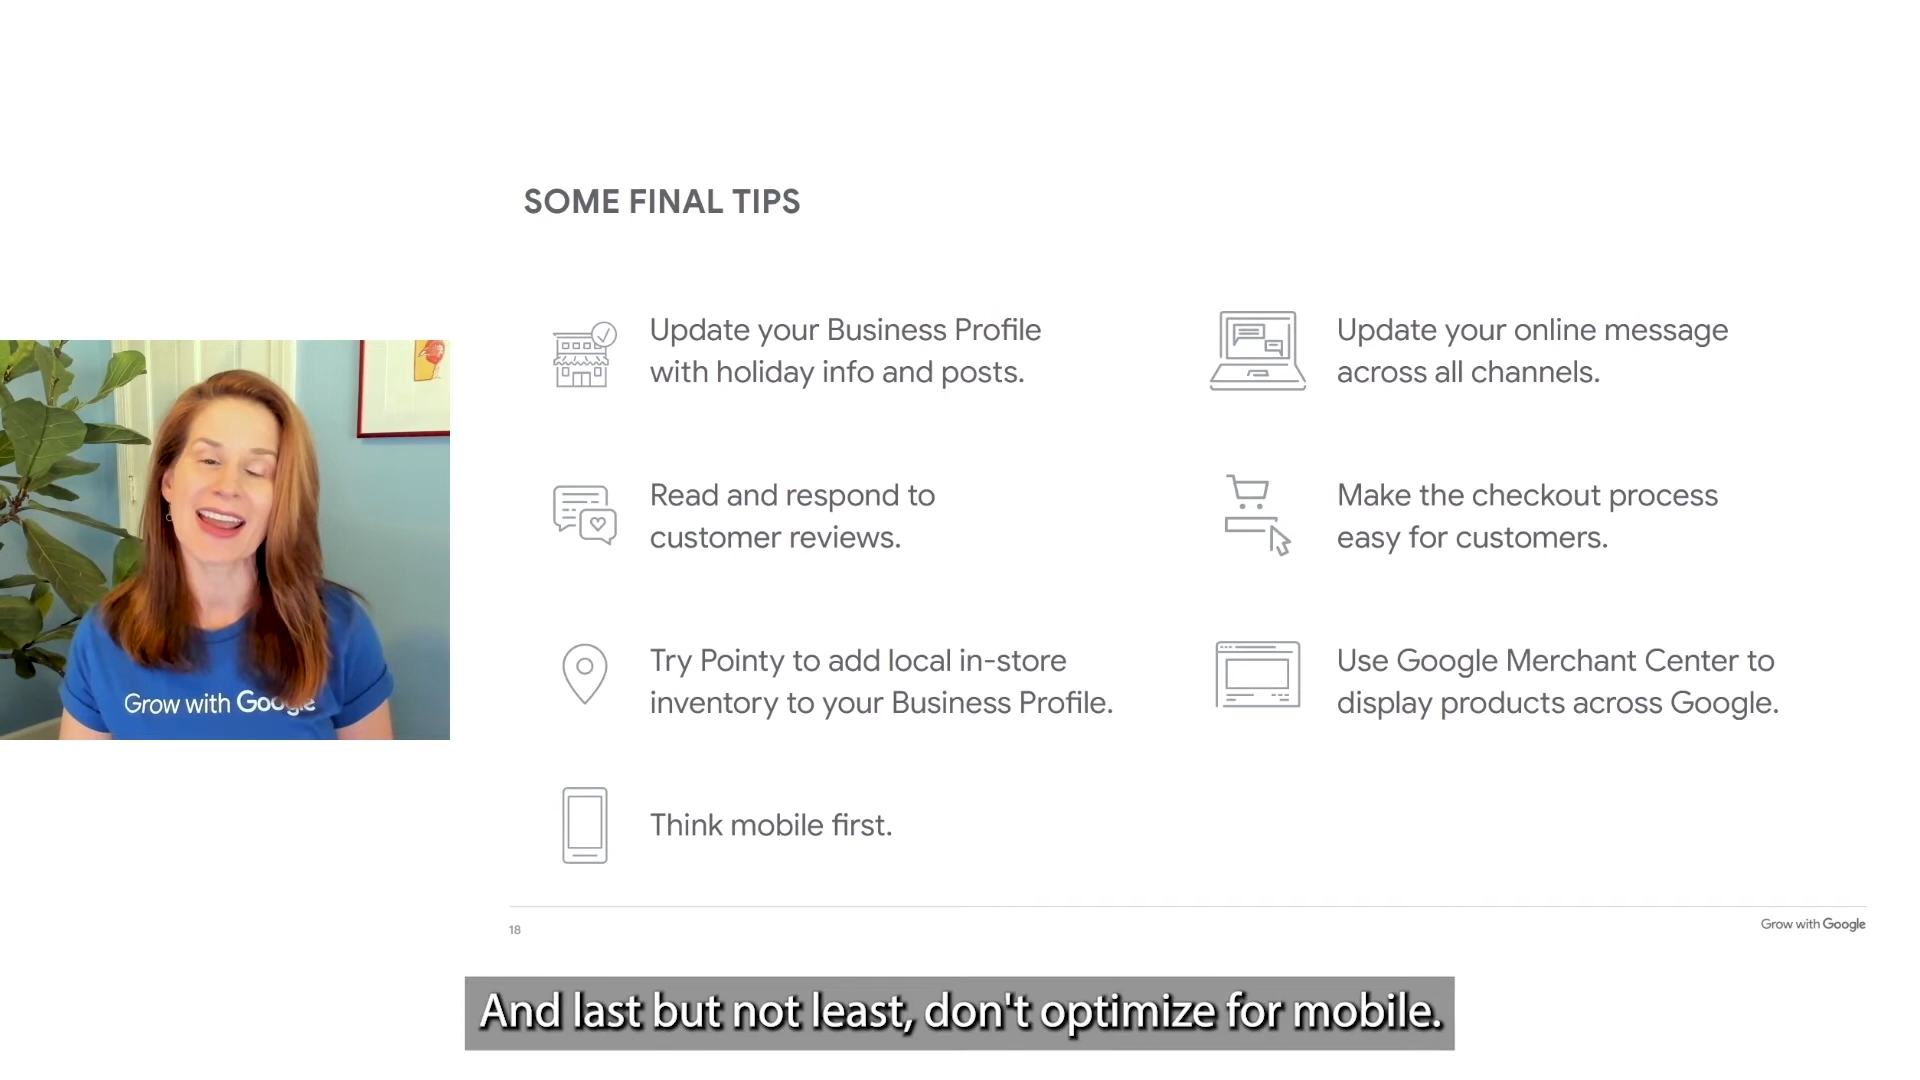 SOME FINAL TIPS
Update your Business Profile
with holiday info and posts.
Update your online message
across all channels.
Read and respond to
customer reviews.
Make the checkout process
easy for customers.
Try Pointy to add local in-store
inventory to your Business Profile.
Use Google Merchant Center to
display products across Google.
Think mobile first.
Grow with Google
18
Grow with Google
And last but not least, don't optimize for mobile.